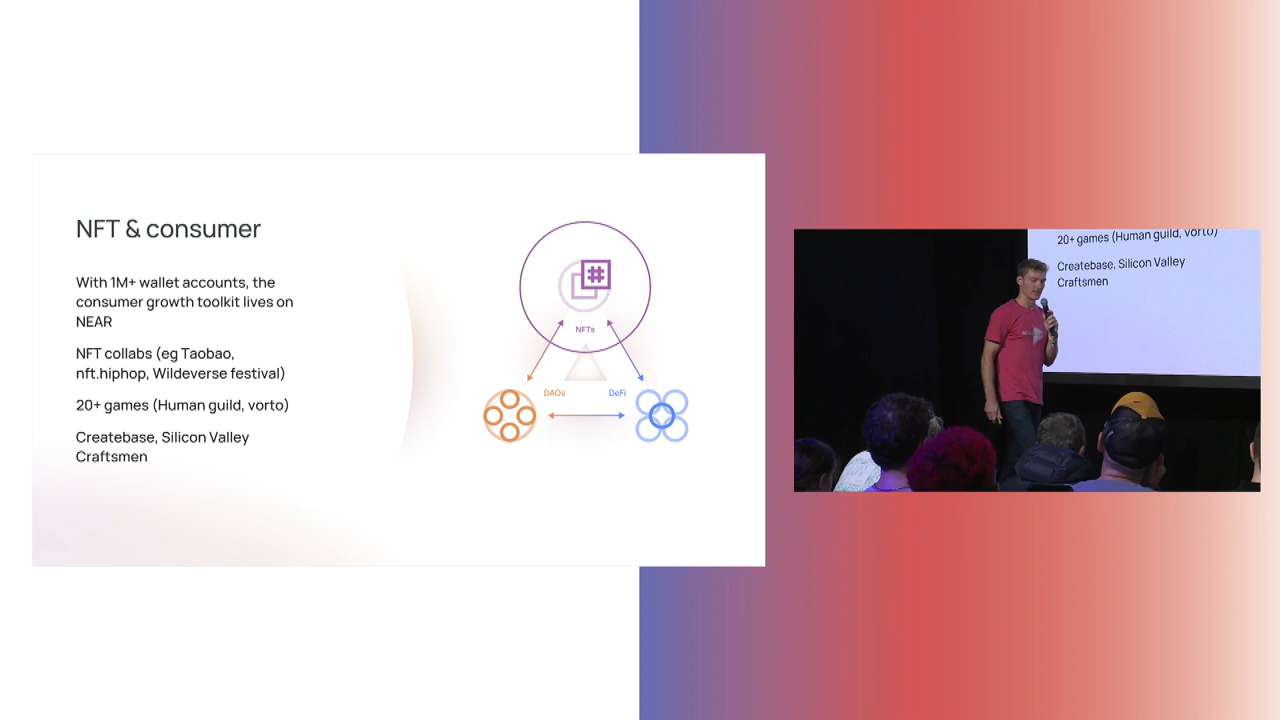 NFT & consumer
With 1M+ wallet accounts, the
consumer growth toolkit lives on
NEAR
NFT collabs (eg Taobao,
nft.hiphop, Wildeverse festival)
20+ games (Human guild, vorto)
Createbase, Silicon Valley
Craftsmen
NFTs
DAOs
DeFi
20+ games (Human guild, vorto)
Createbase, Silicon Valley
Craftsmen